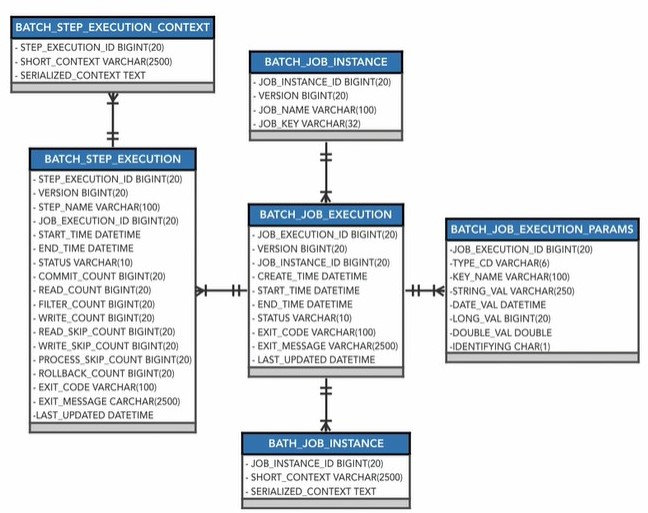 BATCH_STEP_EXECUTION_CONTEXT
- STEP_EXECUTION_ID BIGINT(20)
- SHORT_CONTEXT VARCHAR(2500)
- SERIALIZED_CONTEXT TEXT
BATCH_JOB_INSTANCE
- JOB_INSTANCE_ID BIGINT(20)
- VERSION BIGINT(20)
- JOB_NAME VARCHAR(100)
- JOB_KEY VARCHAR(32)
BATCH_STEP_EXECUTION
- STEP_EXECUTION_ID BIGINT(20)
- VERSION BIGINT(20)
- STEP_NAME VARCHAR(100)
- JOB_EXECUTION_ID BIGINT(20)
- START_TIME DATETIME
- END_TIME DATETIME
- STATUS VARCHAR(10)
- COMMIT_COUNT BIGINT(20)
- READ_COUNT BIGINT(20)
- FILTER_COUNT BIGINT(20)
- WRITE_COUNT BIGINT(20)
- READ_SKIP_COUNT BIGINT(20)
- WRITE_SKIP_COUNT BIGINT(20)
- PROCESS_SKIP_COUNT BIGINT(20)
- ROLLBACK_COUNT BIGINT(20)
- EXIT_CODE VARCHAR(100)
- EXIT_MESSAGE CARCHAR(2500)
-LAST_UPDATED DATETIME
BATCH_JOB_EXECUTION
- JOB_EXECUTION_ID BIGINT(20)
- VERSION BIGINT(20)
- JOB_INSTANCE_ID BIGINT(20)
- CREATE_TIME DATETIME
- START_TIME DATETIME
- END_TIME DATETIME
- STATUS VARCHAR(10)
- EXIT_CODE VARCHAR(100)
- EXIT_MESSAGE VARCHAR(2500)
- LAST_UPDATED DATETIME
BATCH_JOB_EXECUTION_PARAMS
-JOB_EXECUTION_ID BIGINT(20)
-TYPE_CD VARCHAR(6)
-KEY_NAME VARCHAR(100)
-STRING_VAL VARCHAR(250)
-DATE_VAL DATETIME
-LONG_VAL BIGINT(20)
-DOUBLE_VAL DOUBLE
-IDENTIFYING CHAR(1)
BATH_JOB_INSTANCE
- JOB_INSTANCE_ID BIGINT(20)
- SHORT_CONTEXT VARCHAR(2500)
- SERIALIZED_CONTEXT TEXT